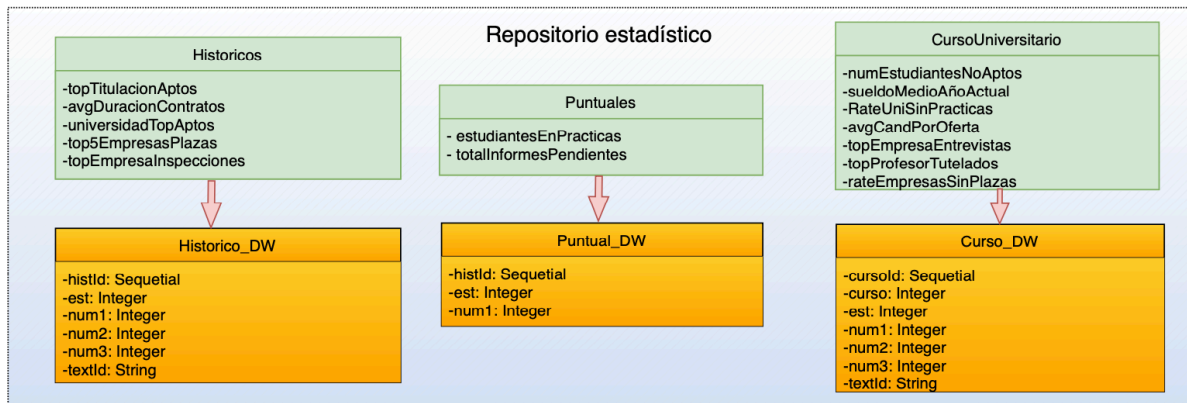 Repositorio estadístico
Historicos
-topTitulacionAptos
-avgDuracionContratos
-universidadTopAptos
-top5EmpresasPlazas
-topEmpresaInspecciones
Historico_DW
-histId: Sequetial
-est: Integer
-num1: Integer
-num2: Integer
-num3: Integer
-textId: String
Puntuales
- estudiantesEnPracticas
- totalInformesPendientes
Puntual_DW
-histId: Sequetial
-est: Integer
-num1: Integer
CursoUniversitario
-numEstudiantesNoAptos
-sueldoMedioAñoActual
-RateUniSinPracticas
-avgCandPorOferta
-topEmpresaEntrevistas
-topProfesorTutelados
-rateEmpresasSinPlazas
Curso_DW
-cursoId: Sequetial
-curso: Integer
-est: Integer
-num1: Integer
-num2: Integer
-num3: Integer
-textId: String